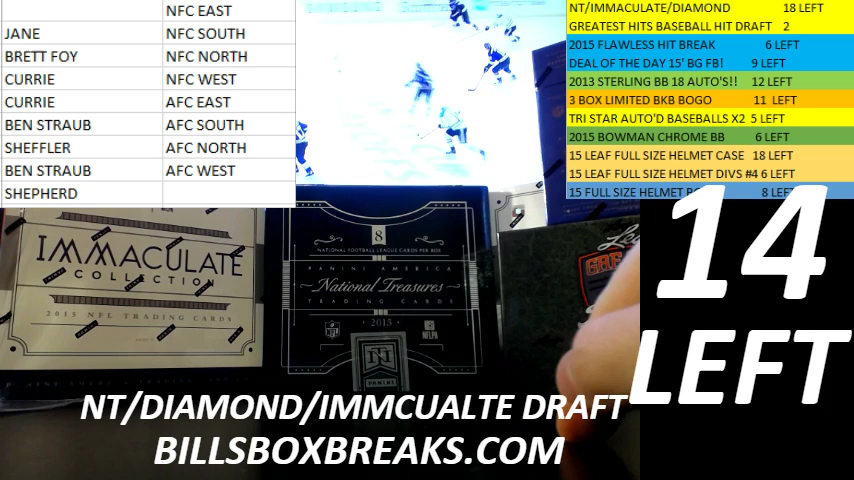 NFC EAST
JANE NFC SOUTH
BRETT FOY NFC NORTH
CURRIE NFC WEST
CURRIE AFC EAST
BEN STRAUB AFC SOUTH
SHEFFLER AFC NORTH
BEN STRAUB AFC WEST
SHEPHERD
NT/IMMACULATE/DIAMOND 18 LEFT
GREATEST HITS BASEBALL HIT DRAFT 2
2015 FLAWLESS HIT BREAK 6 LEFT
DEAL OF THE DAY 15' BG FB! 9 LEFT
2013 STERLING BB 18 AUTO'S!! 12 LEFT
3 BOX LIMITED BKB BOGO 11 LEFT
TRI STAR AUTO'D BASEBALLS X2 5 LEFT
2015 BOWMAN CHROME BB 6 LEFT
15 LEAF FULL SIZE HELMET CASE 18 LEFT
15 LEAF FULL SIZE HELMET DIVS #4 6 LEFT
15 FULL SIZE HELMET 8 LEFT
14
LEFT
IMMACULATE
COLLECTION
2015 NFL TRADING CARDS
8
NATIONAL FOOTBALL LEAGUE CARDS PER BOX
PANINI AMERICA
National Treasures
TRADING CARDS
2015
NFL
NFLPA
NT
PANINI
NT/DIAMOND/IMMCUALTE DRAFT
BILLSBOXBREAKS.COM